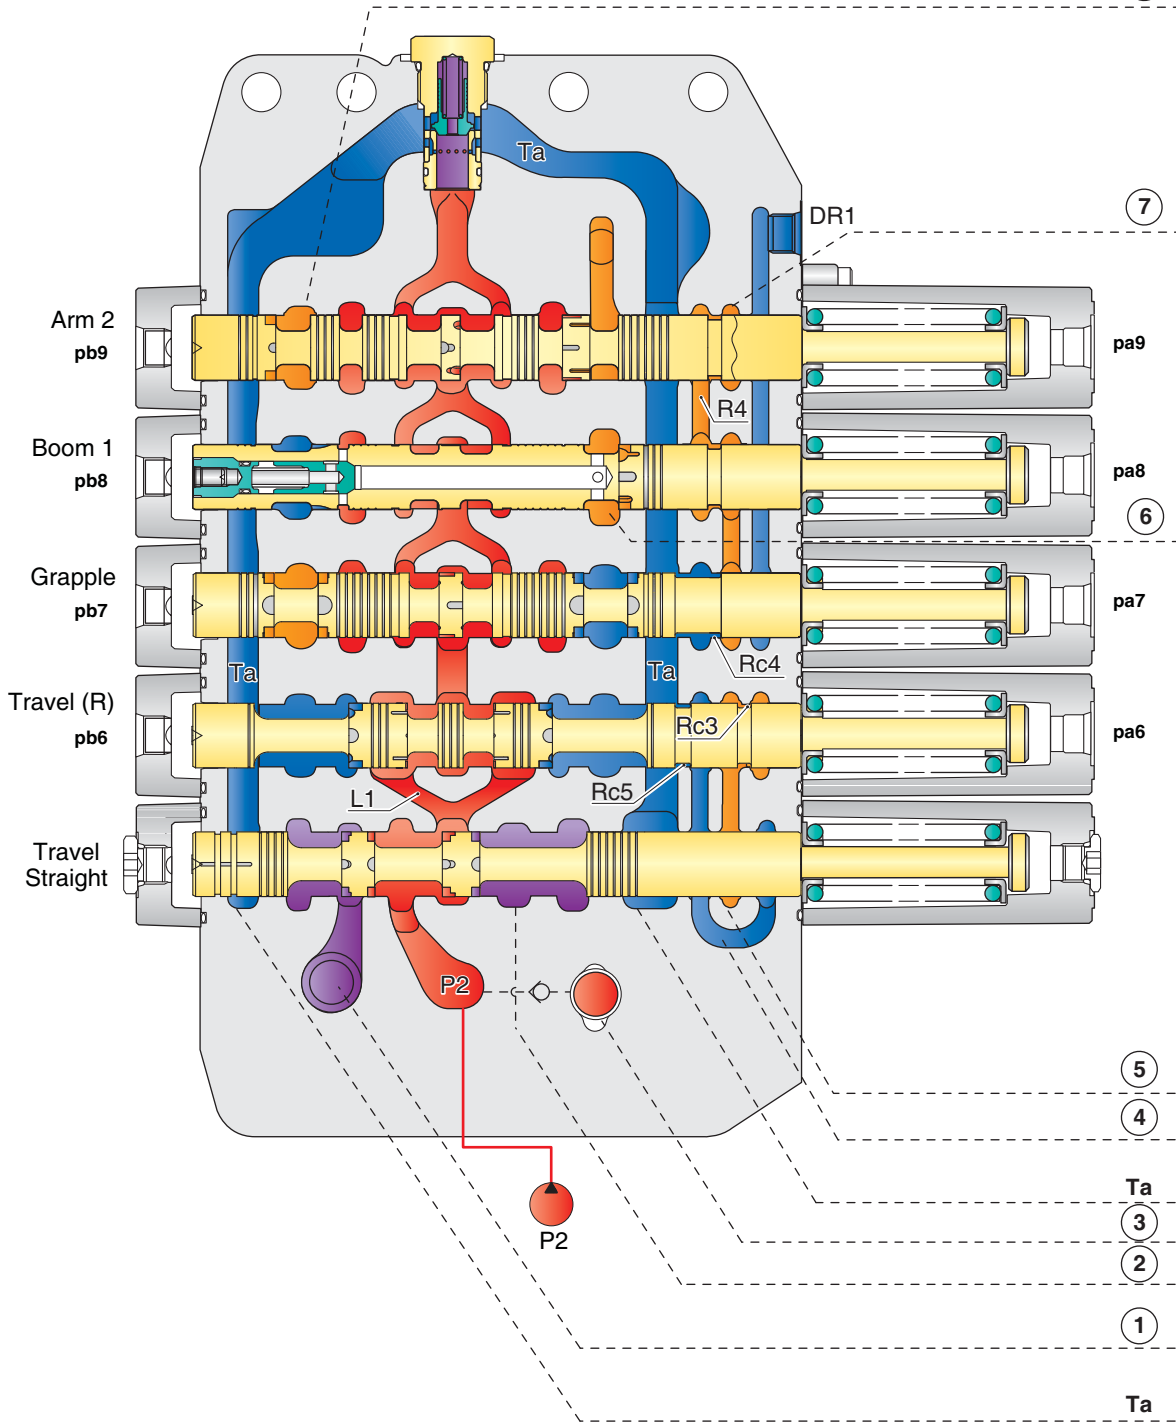 Ta
DR1
7
Arm 2
pb9
pa9
R4
Boom 1
pb8
pa8
6
Grapple
pb7
pa7
Ta
Ta
Rc4
Travel (R)
pb6
Rc3
pa6
L1
Rc5
Travel
Straight
P2
5
4
Ta
3
P2
2
1
Ta